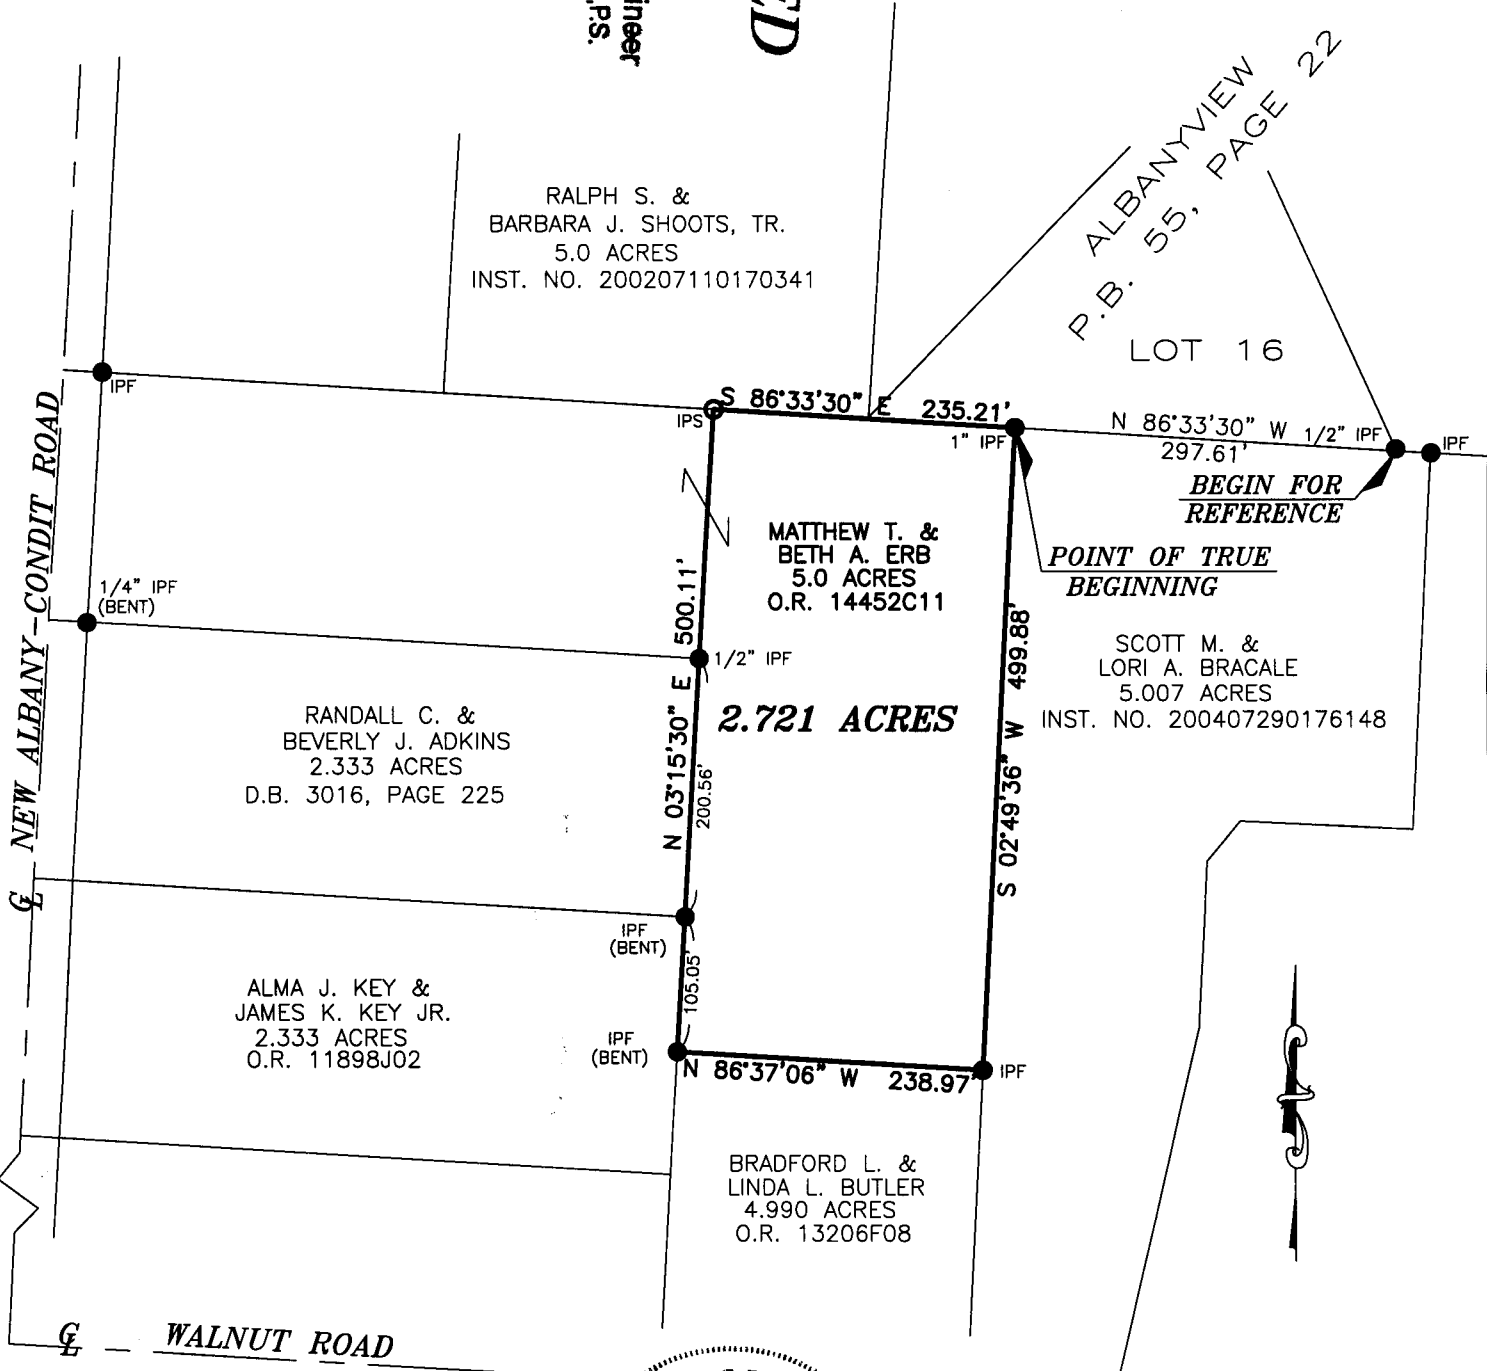 ineer
P.S.
ED
ALBANYVIEW
P.B. 55, PAGE 22
RALPH S. &
BARBARA J. SHOOTS, TR.
5.0 ACRES
INST. NO. 200207110170341
LOT 16
IPF
IPS
S 86°33'30" E 235.21'
1" IPF
N 86°33'30" W
297.61'
1/2" IPF
IPF
BEGIN FOR
REFERENCE
POINT OF TRUE
BEGINNING
MATTHEW T. &
BETH A. ERB
5.0 ACRES
O.R. 14452C11
NEW ALBANY-CONDIT ROAD
1/4" IPF
(BENT)
N 03°15'30" E 500.11'
1/2" IPF
2.721 ACRES
S 02°49'36" W 499.88'
SCOTT M. &
LORI A. BRACALE
5.007 ACRES
INST. NO. 200407290176148
RANDALL C. &
BEVERLY J. ADKINS
2.333 ACRES
D.B. 3016, PAGE 225
200.56'
CL
IPF
(BENT)
105.05'
ALMA J. KEY &
JAMES K. KEY JR.
2.333 ACRES
O.R. 11898J02
IPF
(BENT)
N 86°37'06" W 238.97'
IPF
BRADFORD L. &
LINDA L. BUTLER
4.990 ACRES
O.R. 13206F08
CL WALNUT ROAD